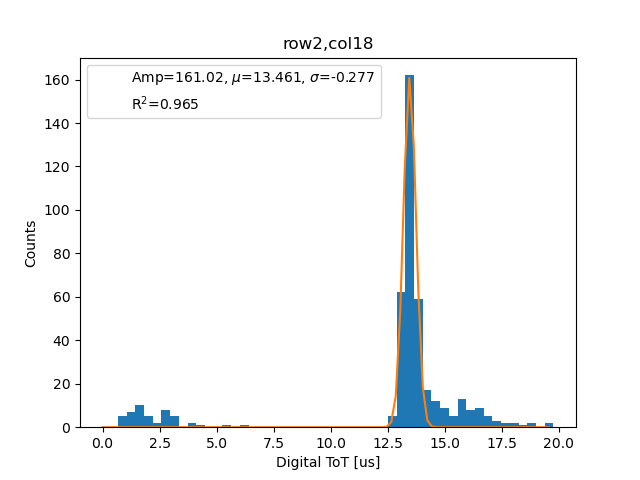 row2,col18
Amp=161.02, μ=13.461, σ=-0.277
R²=0.965
Counts
160
140
120
100
80
60
40
20
0
0.0 2.5 5.0 7.5 10.0 12.5 15.0 17.5 20.0
Digital ToT [us]